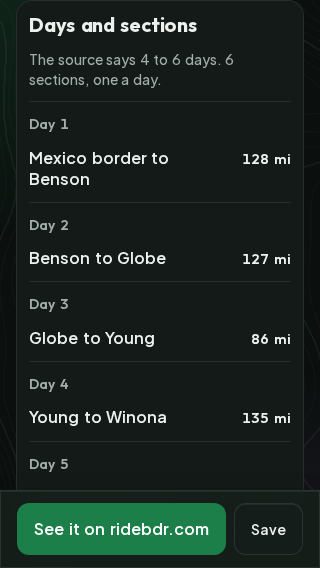 Days and sections
The source says 4 to 6 days. 6
sections, one a day.
Day 1
Mexico border to 128 mi
Benson
Day 2
Benson to Globe 127 mi
Day 3
Globe to Young 86 mi
Day 4
Young to Winona 135 mi
Day 5
See it on ridebdr.com Save